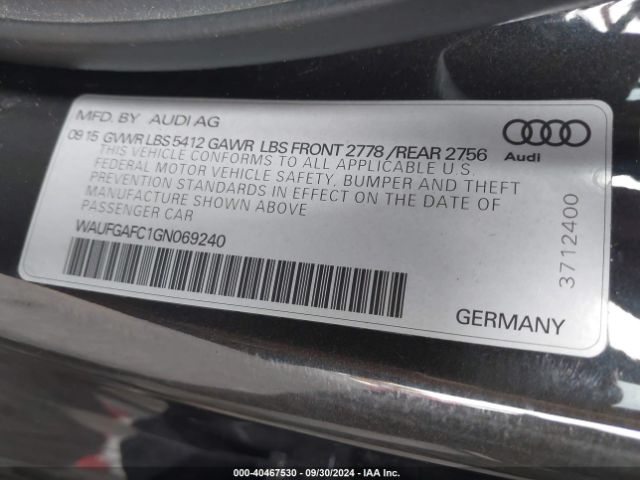 MFD. BY AUDI AG
09 15 GVWR LBS 5412 GAWR LBS FRONT 2778 /REAR 2756
THIS VEHICLE CONFORMS TO ALL APPLICABLE U.S.
FEDERAL MOTOR VEHICLE SAFETY, BUMPER AND THEFT
PREVENTION STANDARDS IN EFFECT ON THE DATE OF
MANUFACTURE SHOWN ABOVE
PASSENGER CAR
WAUFGAFC1GN069240
Audi
3712400
GERMANY
000-40467530 - 09/30/2024 - IAA Inc.